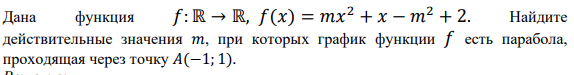 Дана функция f: ℝ → ℝ, f(x) = mx² + x − m² + 2. Найдите
действительные значения m, при которых график функции f есть парабола,
проходящая через точку A(−1; 1).